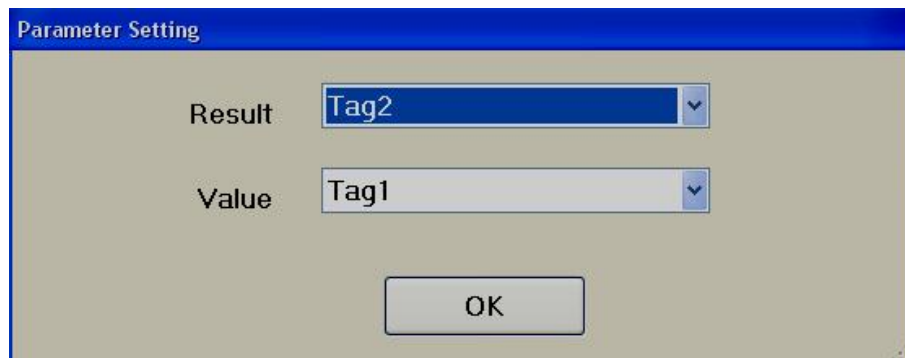 Parameter Setting
Result
Tag2
Value
Tag1
OK